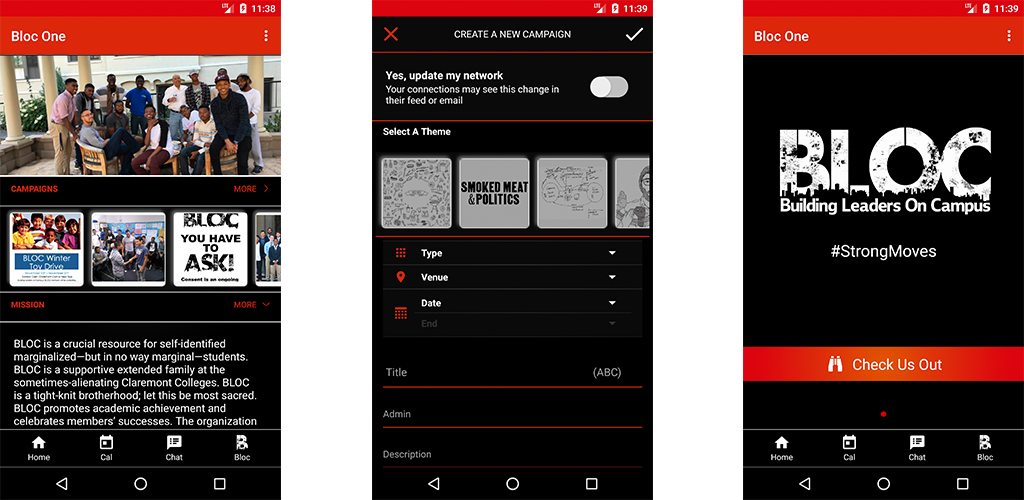 LTE 11:38
Bloc One
CAMPAIGNS
MORE
BLOC Winter
Toy Drive
BLOC
YOU HAVE
TO
ASK!
Consent is an ongoing
MISSION
MORE
BLOC is a crucial resource for self-identified
marginalized—but in no way marginal—students.
BLOC is a supportive extended family at the
sometimes-alienating Claremont Colleges. BLOC
is a tight-knit brotherhood; let this be most sacred.
BLOC promotes academic achievement and
celebrates members’ successes. The organization
Home
Cal
Chat
Bloc
LTE 11:39
CREATE A NEW CAMPAIGN
Yes, update my network
Your connections may see this change in
their feed or email
Select A Theme
SMOKED MEAT
& POLITICS
Type
Venue
Date
End
Title (ABC)
Admin
Description
LTE 11:39
Bloc One
BLOC
Building Leaders On Campus
#StrongMoves
Check Us Out
Home
Cal
Chat
Bloc